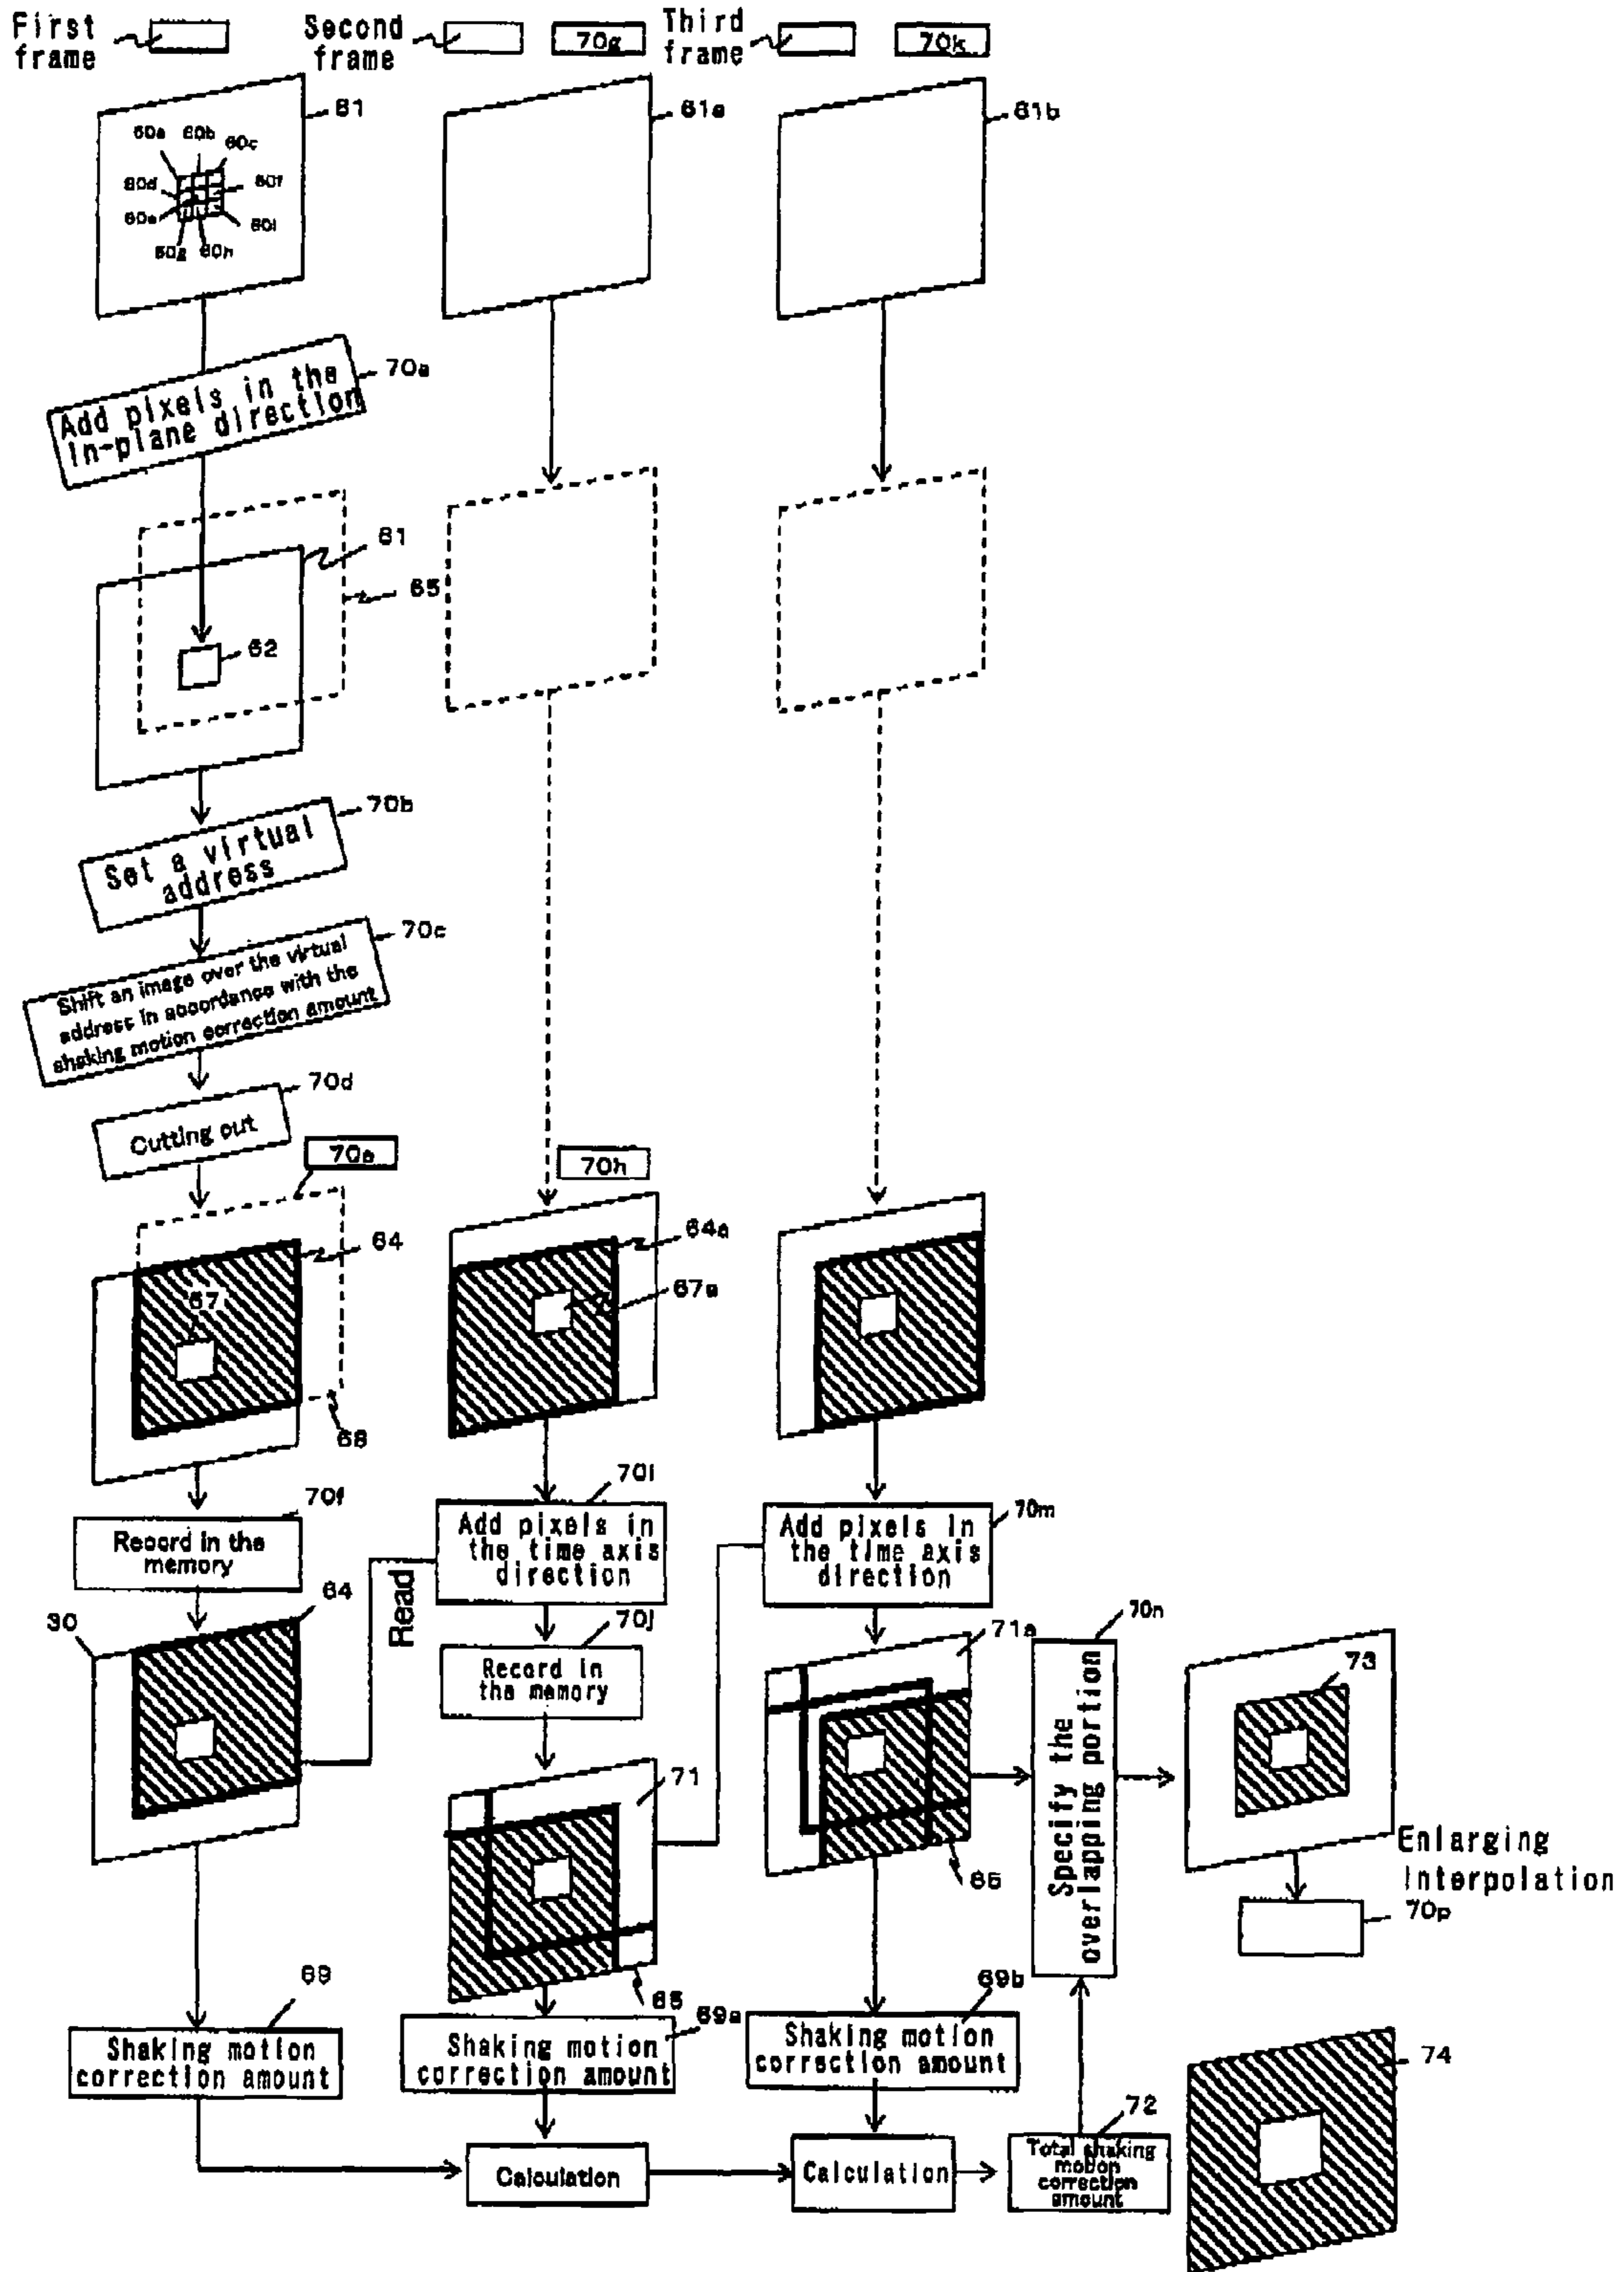 First
frame
Second
frame
70g
Third
frame
70k
61
61a
61b
60a 60b
60c
60d
60f
60e
60i
60g 60h
70a
Add pixels in the
in-plane direction
61
65
62
70b
Set a virtual
address
70c
Shift an image over the virtual
address in accordance with the
shaking motion correction amount
70d
Cutting out
70e
70h
64
64a
67
67a
68
70f
70i
70m
Record in the
memory
Add pixels in
the time axis
direction
Add pixels in
the time axis
direction
Read
64
30
70j
Record in
the memory
71a
70n
Specify the
overlapping portion
73
71
65
65
Enlarging
Interpolation
70p
69
69a
69b
Shaking motion
correction amount
Shaking motion
correction amount
Shaking motion
correction amount
74
72
Calculation
Calculation
Total shaking
motion
correction
amount